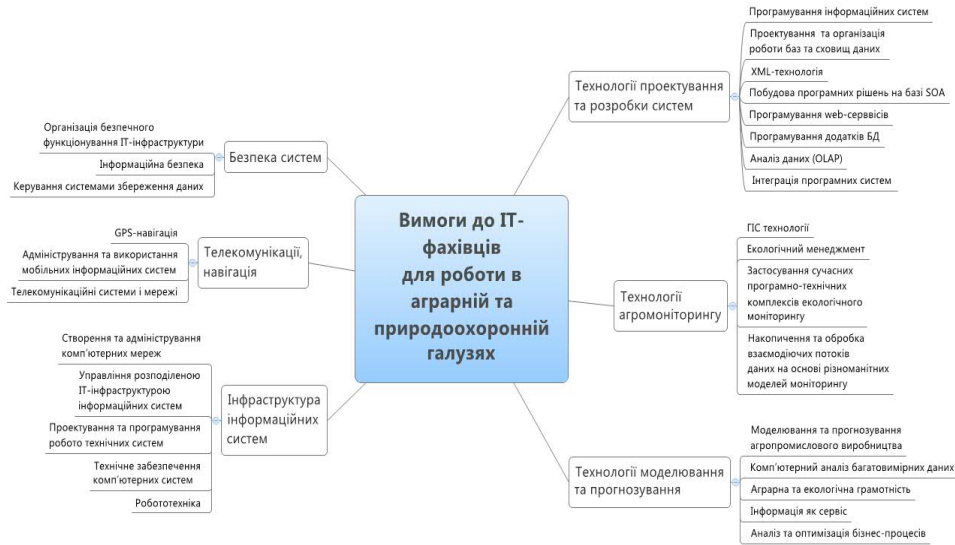 Вимоги до ІТ-
фахівців
для роботи в
аграрній та
природоохоронній
галузях
Технології проектування
та розробки систем
Програмування інформаційних систем
Проектування та організація
роботи баз та сховищ даних
XML-технологія
Побудова програмних рішень на базі SOA
Програмування web-серввісів
Програмування додатків БД
Аналіз даних (OLAP)
Інтеграція програмних систем
Технології
агромоніторингу
ГІС технології
Екологічний менеджмент
Застосування сучасних
програмно-технічних
комплексів екологічного
моніторингу
Накопичення та обробка
взаємодіючих потоків
даних на основі різноманітних
моделей моніторингу
Технології моделювання
та прогнозування
Моделювання та прогнозування
агропромислового виробництва
Комп'ютерний аналіз багатовимірних даних
Аграрна та екологічна грамотність
Інформація як сервіс
Аналіз та оптимізація бізнес-процесів
Безпека систем
Організація безпечного
функціонування ІТ-інфраструктури
Інформаційна безпека
Керування системами збереження даних
Телекомунікації,
навігація
GPS-навігація
Адміністрування та використання
мобільних інформаційних систем
Телекомунікаційні системи і мережі
Інфраструктура
інформаційних
систем
Створення та адміністрування
комп'ютерних мереж
Управління розподіленою
ІТ-інфраструктурою
інформаційних систем
Проектування та програмування
робото технічних систем
Технічне забезпечення
комп'ютерних систем
Робототехніка